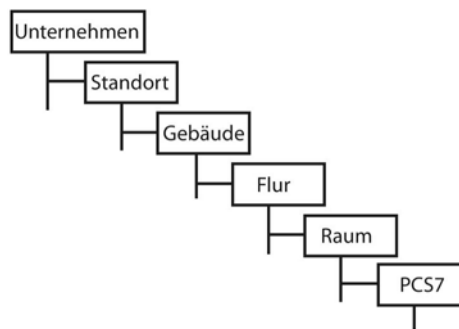 Unternehmen
Standort
Gebäude
Flur
Raum
PCS7